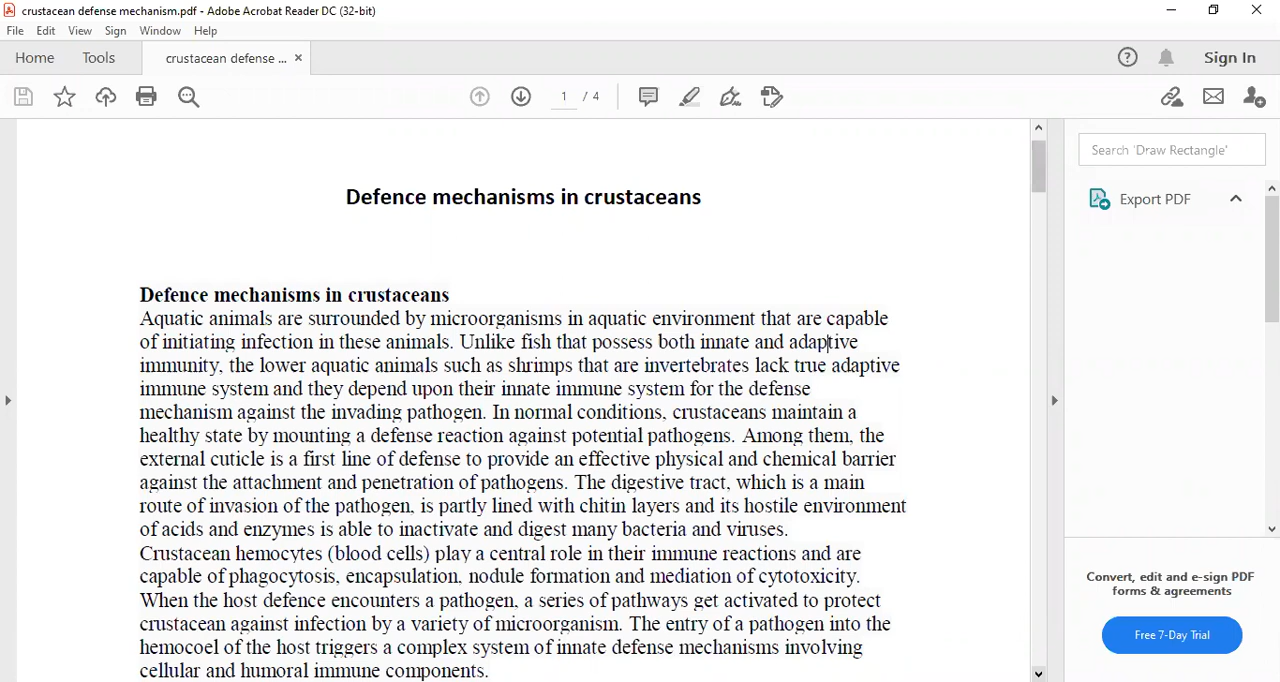 crustacean defense mechanism.pdf - Adobe Acrobat Reader DC (32-bit)
File Edit View Sign Window Help
Home Tools crustacean defense ... × Sign In
1 / 4
Search 'Draw Rectangle'
Export PDF
Defence mechanisms in crustaceans
Defence mechanisms in crustaceans
Aquatic animals are surrounded by microorganisms in aquatic environment that are capable
of initiating infection in these animals. Unlike fish that possess both innate and adaptive
immunity, the lower aquatic animals such as shrimps that are invertebrates lack true adaptive
immune system and they depend upon their innate immune system for the defense
mechanism against the invading pathogen. In normal conditions, crustaceans maintain a
healthy state by mounting a defense reaction against potential pathogens. Among them, the
external cuticle is a first line of defense to provide an effective physical and chemical barrier
against the attachment and penetration of pathogens. The digestive tract, which is a main
route of invasion of the pathogen, is partly lined with chitin layers and its hostile environment
of acids and enzymes is able to inactivate and digest many bacteria and viruses.
Crustacean hemocytes (blood cells) play a central role in their immune reactions and are
capable of phagocytosis, encapsulation, nodule formation and mediation of cytotoxicity.
When the host defence encounters a pathogen, a series of pathways get activated to protect
crustacean against infection by a variety of microorganism. The entry of a pathogen into the
hemocoel of the host triggers a complex system of innate defense mechanisms involving
cellular and humoral immune components.
Convert, edit and e-sign PDF
forms & agreements
Free 7-Day Trial